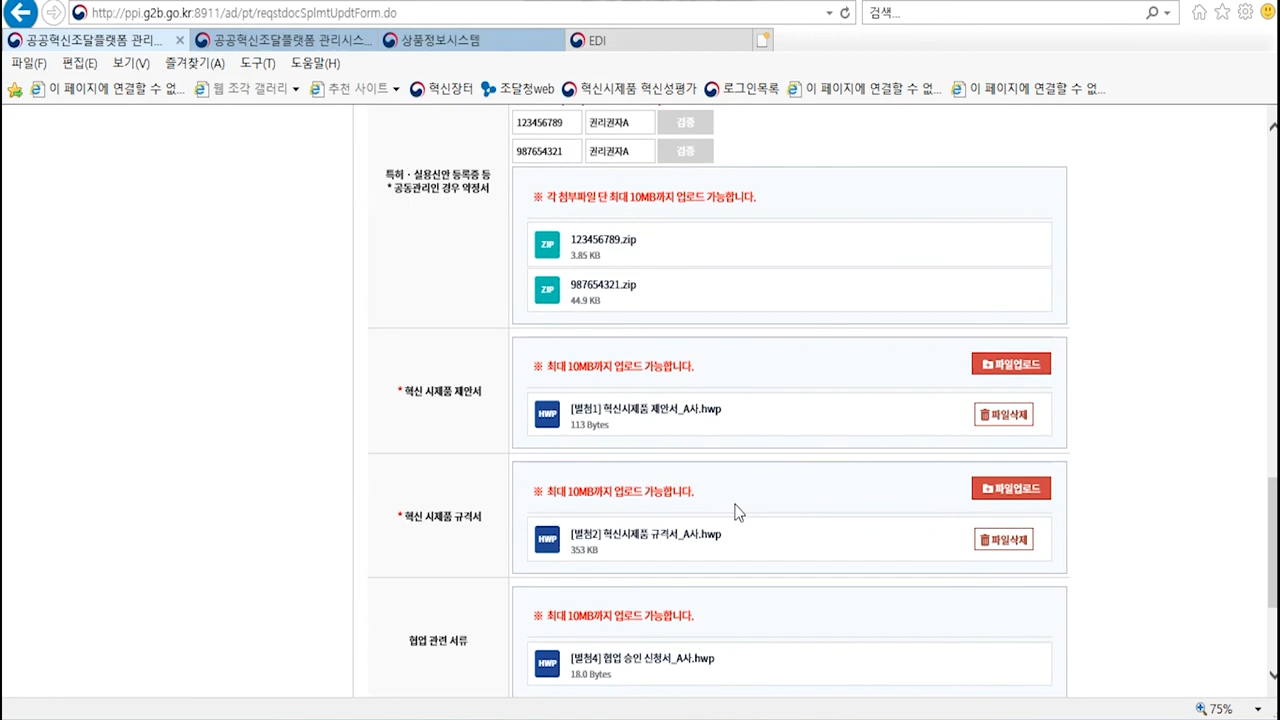 http://ppi.g2b.go.kr:8911/ad/pt/reqstdocSplmtUpdtForm.do
검색...
공공혁신조달플랫폼 관리...
공공혁신조달플랫폼 관리시스...
상품정보시스템
EDI
파일(F) 편집(E) 보기(V) 즐겨찾기(A) 도구(T) 도움말(H)
이 페이지에 연결할 수 없... 웹 조각 갤러리 추천 사이트 혁신장터 조달청web 혁신시제품 혁신성평가 로그인목록 이 페이지에 연결할 수 없... 이 페이지에 연결할 수 없...
123456789 권리권자A 검증
987654321 권리권자A 검증
특허 · 실용신안 등록증 등
* 공동관리인 경우 약정서
※ 각 첨부파일 단 최대 10MB까지 업로드 가능합니다.
ZIP 123456789.zip
3.85 KB
ZIP 987654321.zip
44.9 KB
* 혁신 시제품 제안서
※ 최대 10MB까지 업로드 가능합니다.
파일업로드
HWP [별첨1] 혁신시제품 제안서_A사.hwp
113 Bytes
파일삭제
* 혁신 시제품 규격서
※ 최대 10MB까지 업로드 가능합니다.
파일업로드
HWP [별첨2] 혁신시제품 규격서_A사.hwp
353 KB
파일삭제
협업 관련 서류
※ 최대 10MB까지 업로드 가능합니다.
HWP [별첨4] 협업 승인 신청서_A사.hwp
18.0 Bytes
75%